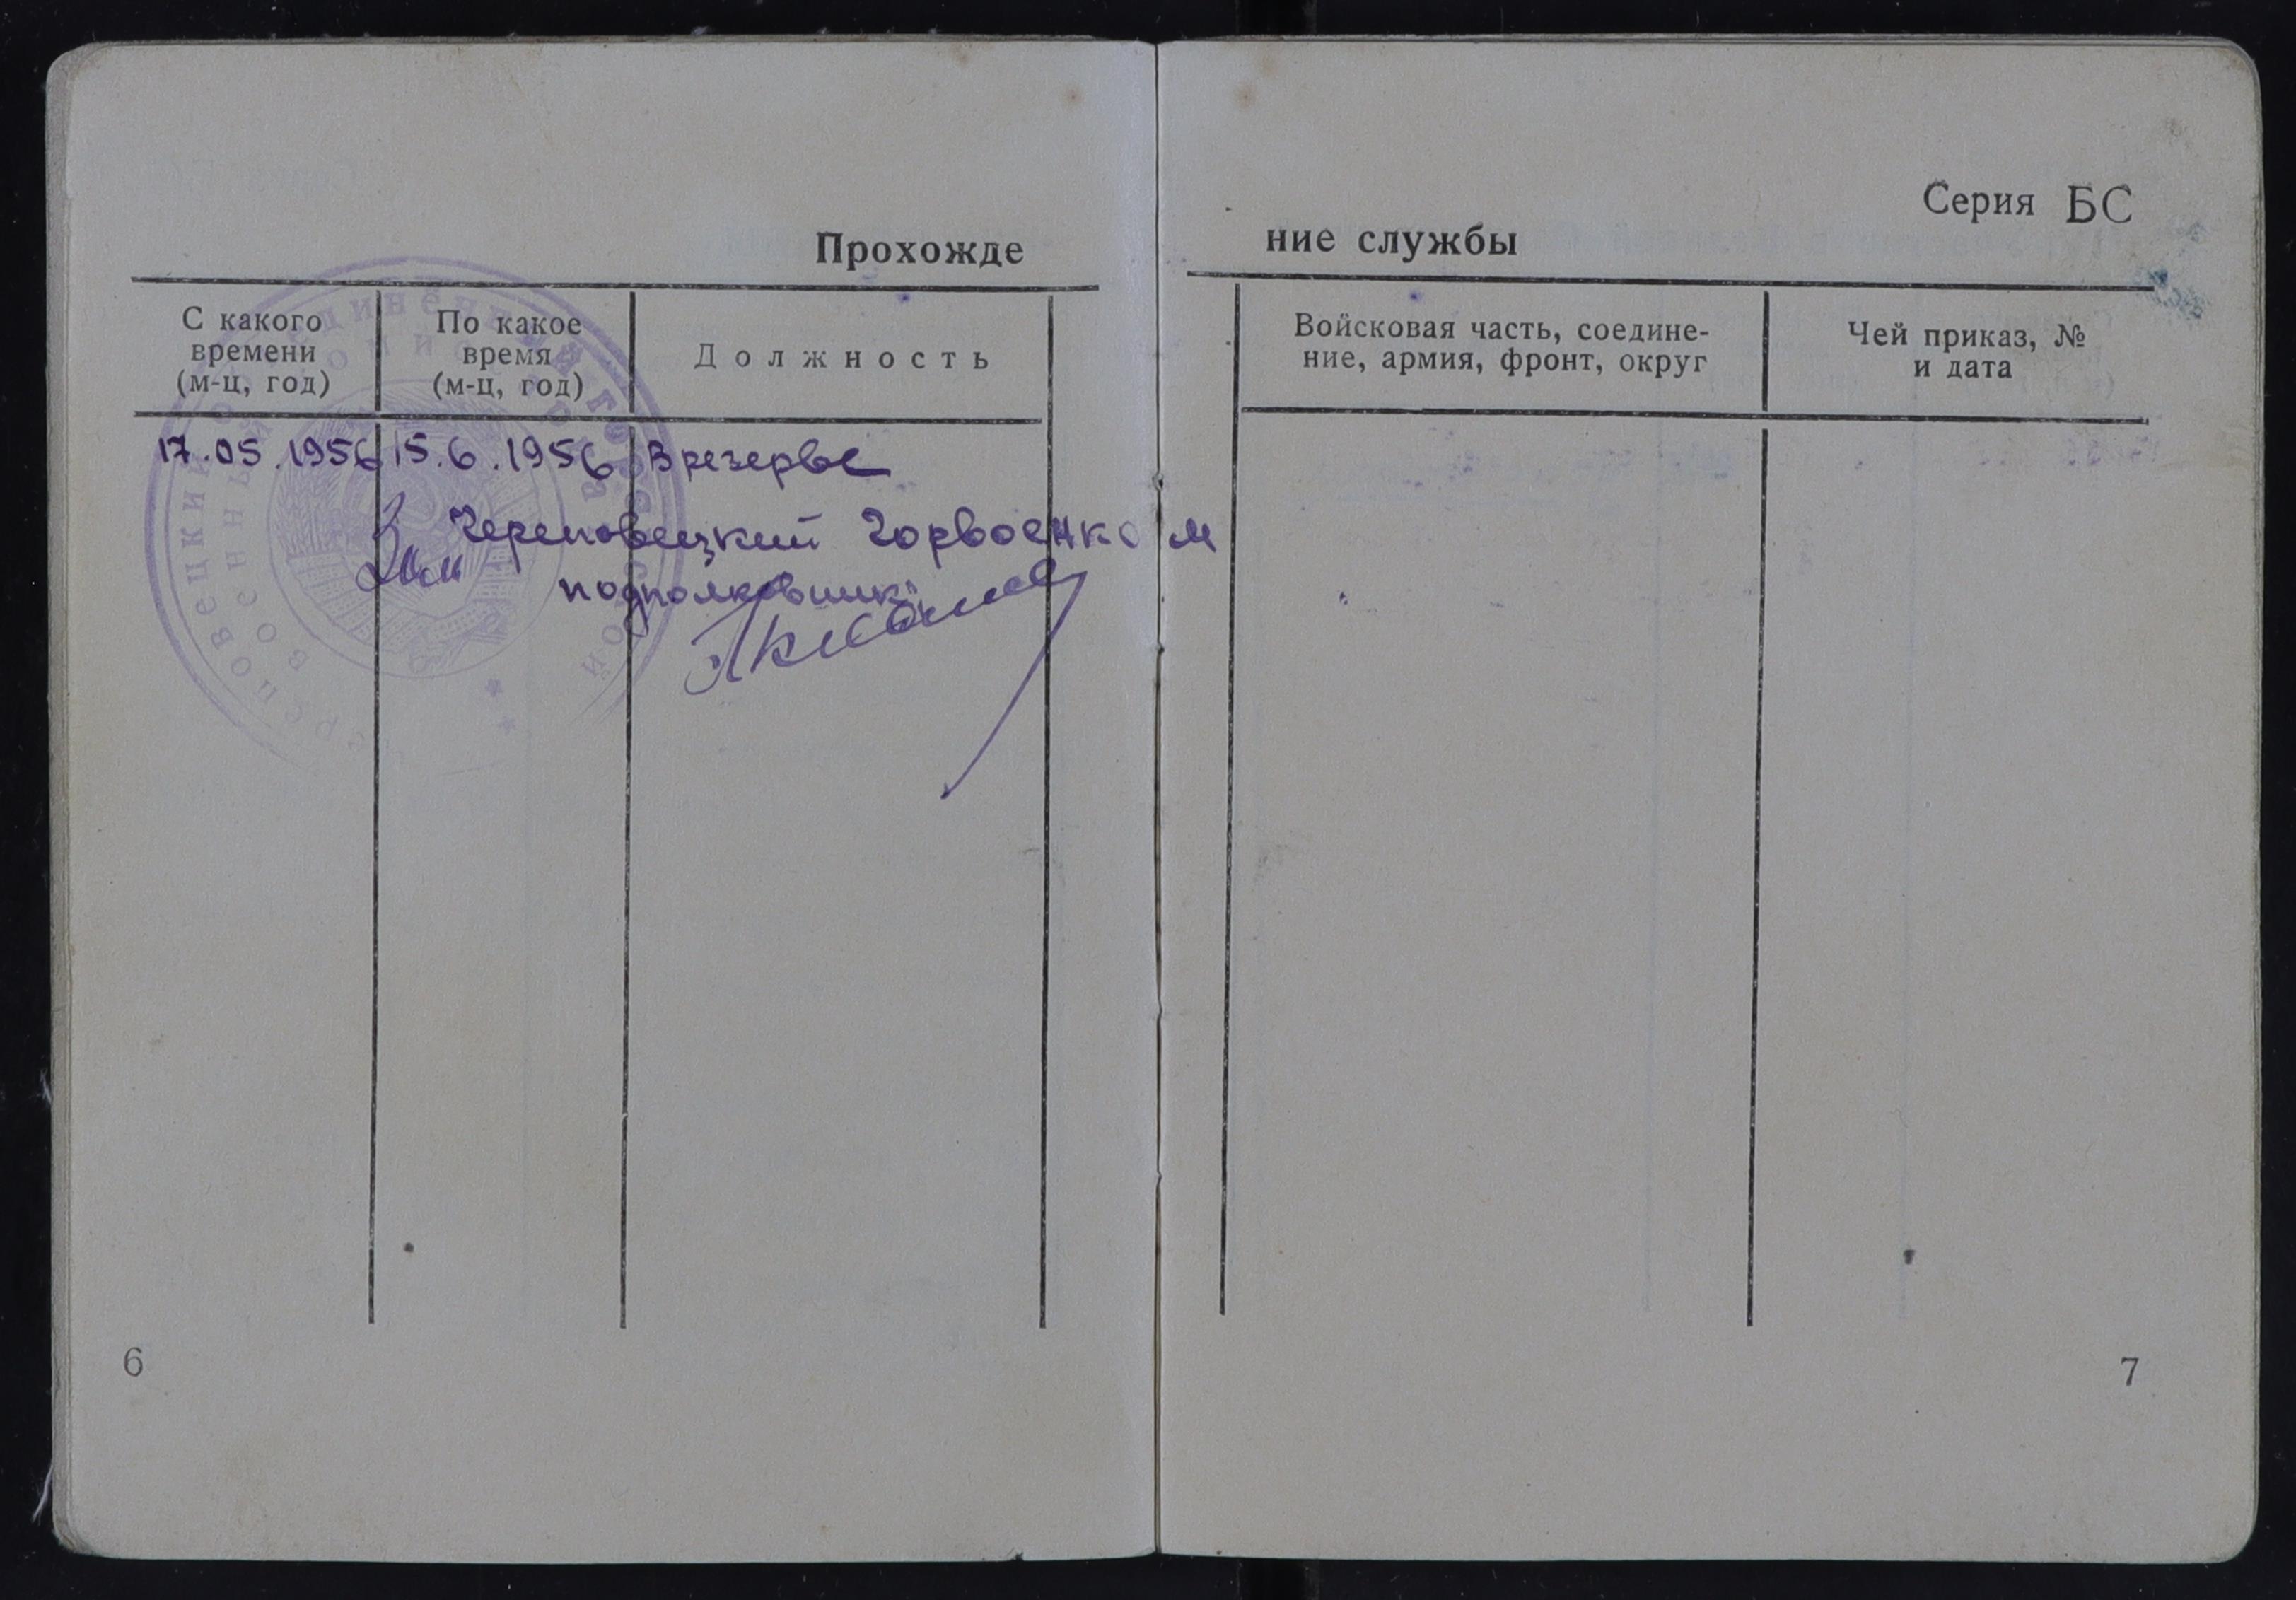 Прохожде
С какого
времени
(м-ц, год)
По какое
время
(м-ц, год)
Должность
17.05.1956
15.6.1956
В резерве
Зам
Череповецкий Горвоенком
подполковник
6
Серия БС
ние службы
Войсковая часть, соедине-
ние, армия, фронт, округ
Чей приказ, №
и дата
7